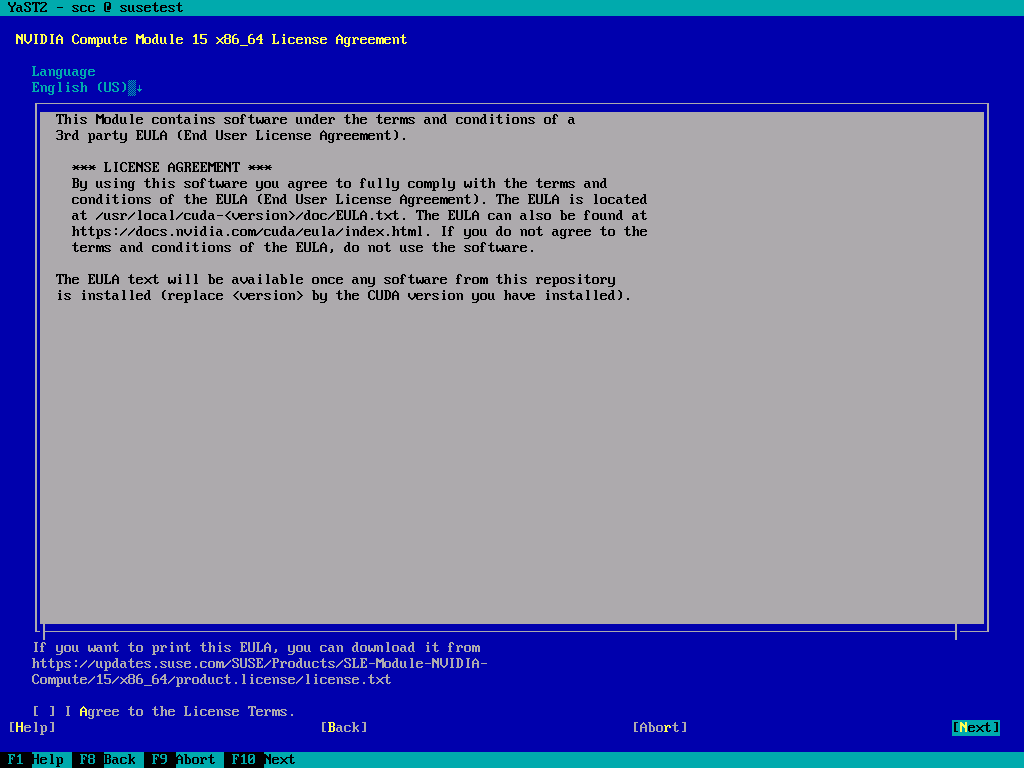 YaST2 - scc @ susetest
NVIDIA Compute Module 15 x86_64 License Agreement
Language
English (US)▒↓
This Module contains software under the terms and conditions of a
3rd party EULA (End User License Agreement).
*** LICENSE AGREEMENT ***
By using this software you agree to fully comply with the terms and
conditions of the EULA (End User License Agreement). The EULA is located
at /usr/local/cuda-<version>/doc/EULA.txt. The EULA can also be found at
https://docs.nvidia.com/cuda/eula/index.html. If you do not agree to the
terms and conditions of the EULA, do not use the software.
The EULA text will be available once any software from this repository
is installed (replace <version> by the CUDA version you have installed).
If you want to print this EULA, you can download it from
https://updates.suse.com/SUSE/Products/SLE-Module-NVIDIA-
Compute/15/x86_64/product.license/license.txt
[ ] I Agree to the License Terms.
[Help] [Back] [Abort] [Next]
F1 Help F8 Back F9 Abort F10 Next